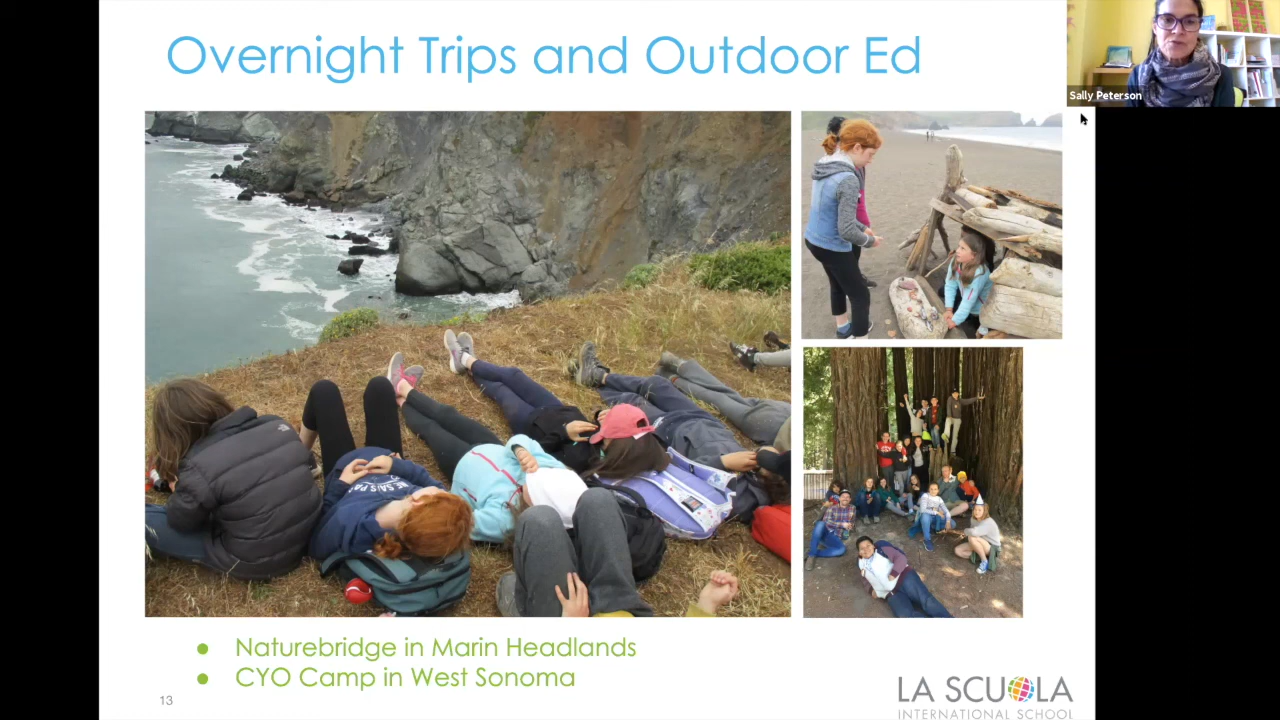 Overnight Trips and Outdoor Ed
Sally Peterson
● Naturebridge in Marin Headlands
● CYO Camp in West Sonoma
13
LA SCUOLA
INTERNATIONAL SCHOOL